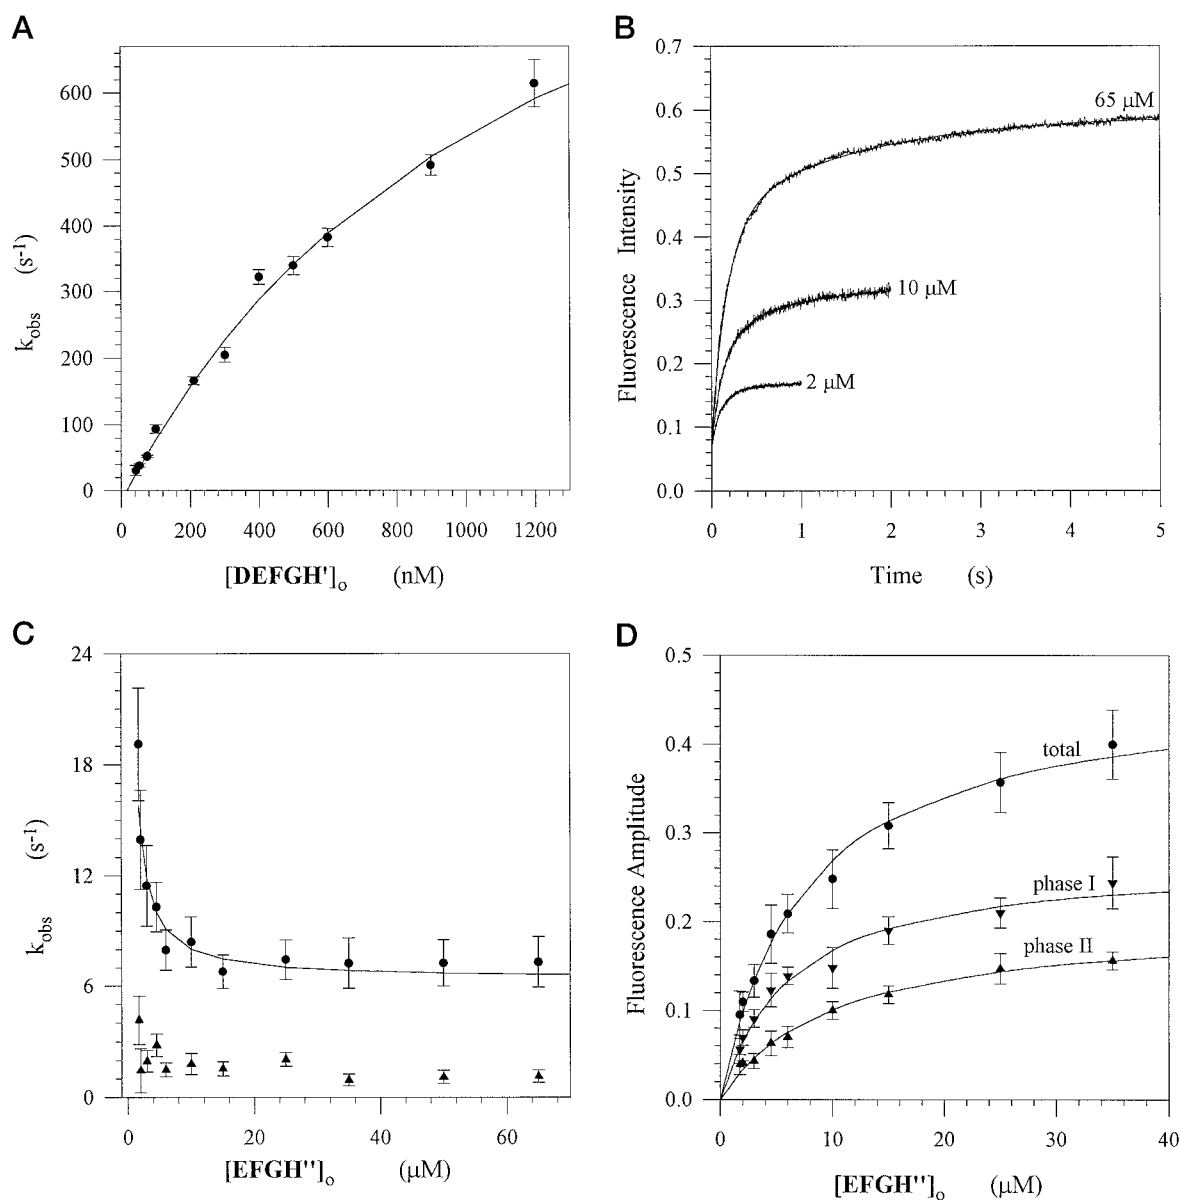 A
k_obs (s⁻¹)
600
500
400
300
200
100
0
0 200 400 600 800 1000 1200
[DEFGH']_o (nM)
B
Fluorescence Intensity
0.7
0.6
0.5
0.4
0.3
0.2
0.1
0.0
65 μM
10 μM
2 μM
0 1 2 3 4 5
Time (s)
C
k_obs (s⁻¹)
24
18
12
6
0
0 20 40 60
[EFGH'']_o (μM)
D
Fluorescence Amplitude
0.5
0.4
0.3
0.2
0.1
0.0
total
phase I
phase II
0 10 20 30 40
[EFGH'']_o (μM)